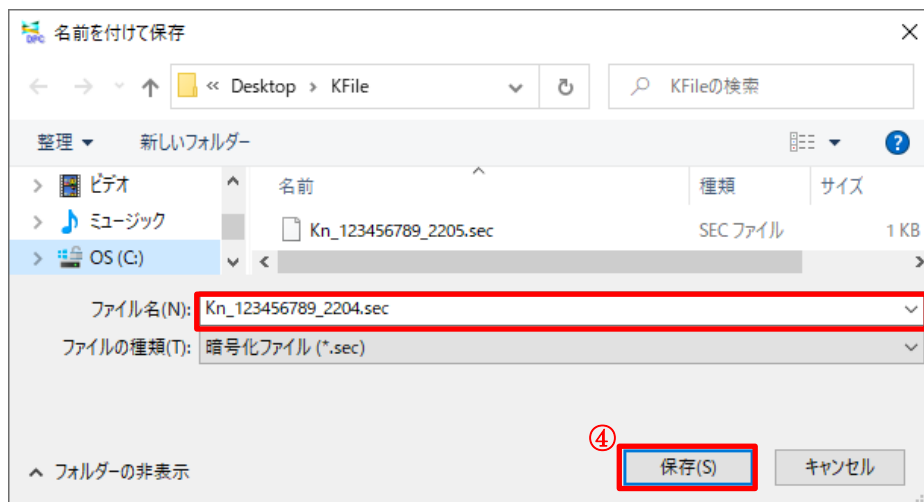 名前を付けて保存
« Desktop › KFile
KFileの検索
整理 新しいフォルダー
名前 種類 サイズ
ビデオ
ミュージック
OS (C:)
Kn_123456789_2205.sec SEC ファイル 1 KB
ファイル名(N): Kn_123456789_2204.sec
ファイルの種類(T): 暗号化ファイル (*.sec)
④
フォルダーの非表示 保存(S) キャンセル